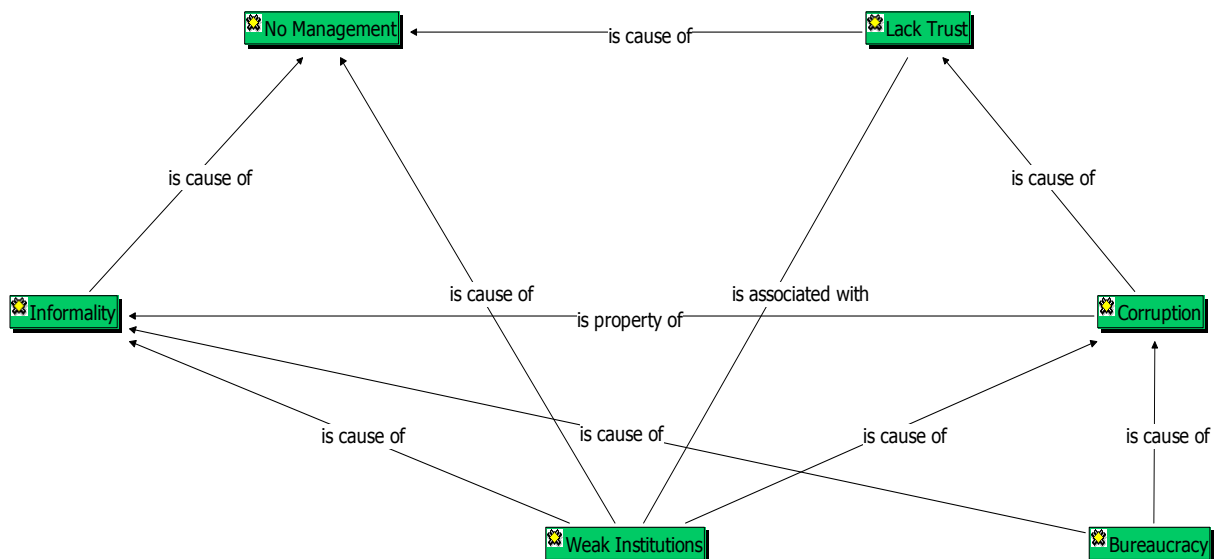 No Management
Lack Trust
is cause of
is cause of
is cause of
is cause of
is associated with
Informality
is property of
Corruption
is cause of
is cause of
is cause of
is cause of
Weak Institutions
Bureaucracy